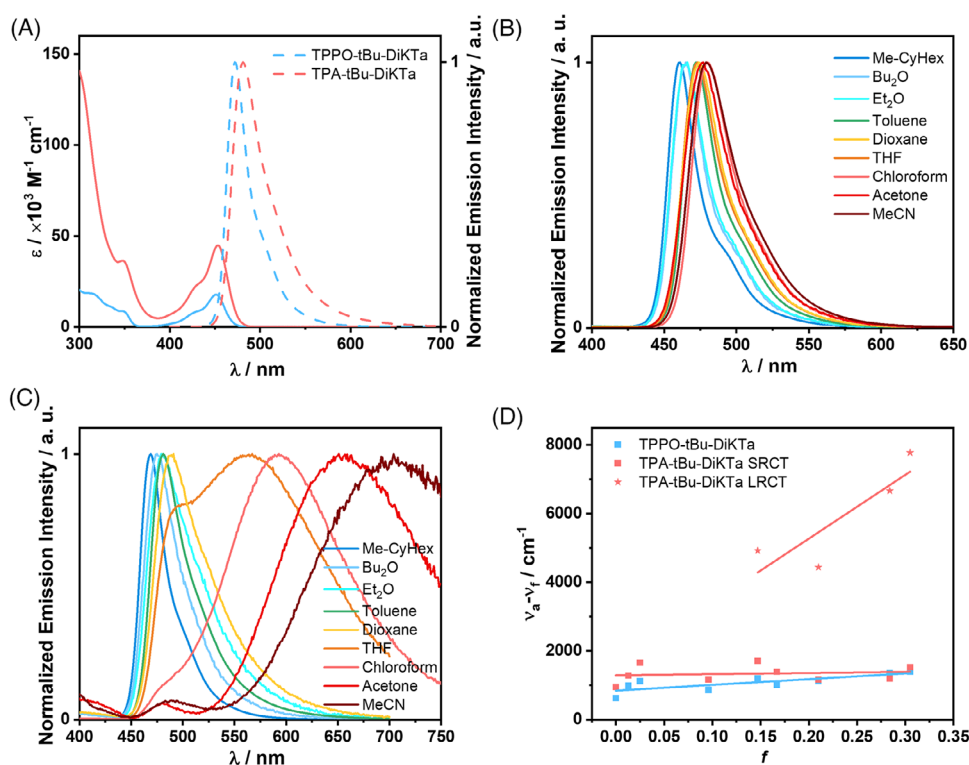 (A)
ε / ×10³ M⁻¹ cm⁻¹
150
100
50
0
TPPO-tBu-DiKTa
TPA-tBu-DiKTa
1
0
Normalized Emission Intensity / a.u.
300 400 500 600 700
λ / nm
(B)
Normalized Emission Intensity / a. u.
1
0
Me-CyHex
Bu₂O
Et₂O
Toluene
Dioxane
THF
Chloroform
Acetone
MeCN
400 450 500 550 600 650
λ / nm
(C)
Normalized Emission Intensity / a. u.
1
0
Me-CyHex
Bu₂O
Et₂O
Toluene
Dioxane
THF
Chloroform
Acetone
MeCN
400 450 500 550 600 650 700 750
λ / nm
(D)
νₐ-ν_f / cm⁻¹
8000
6000
4000
2000
0
TPPO-tBu-DiKTa
TPA-tBu-DiKTa SRCT
TPA-tBu-DiKTa LRCT
0.00 0.05 0.10 0.15 0.20 0.25 0.30 0.35
f